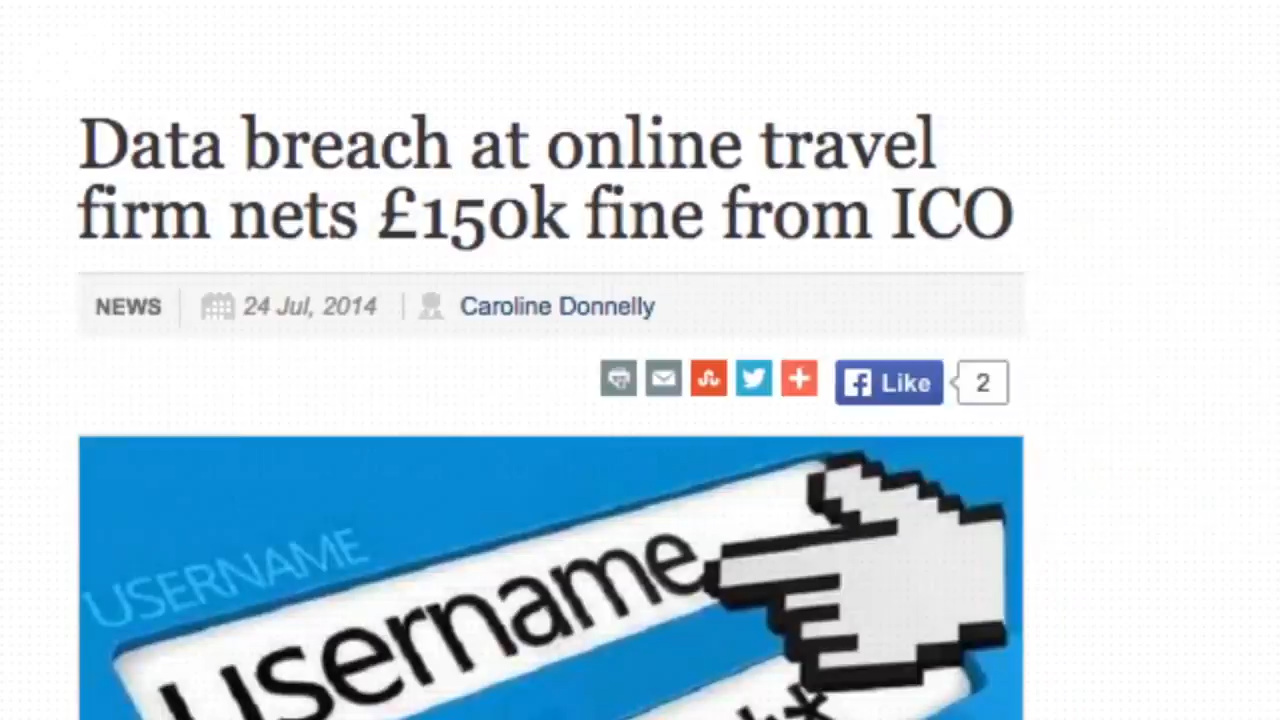 Data breach at online travel
firm nets £150k fine from ICO
NEWS 24 Jul, 2014 Caroline Donnelly
Like 2
USERNAME
username